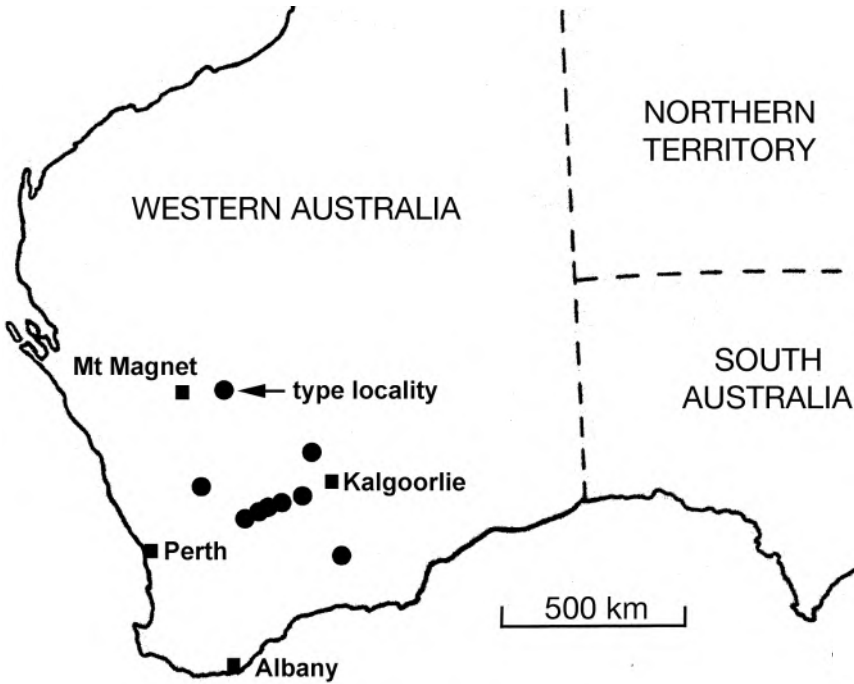 NORTHERN
TERRITORY
WESTERN AUSTRALIA
Mt Magnet
type locality
SOUTH
AUSTRALIA
Kalgoorlie
Perth
500 km
Albany